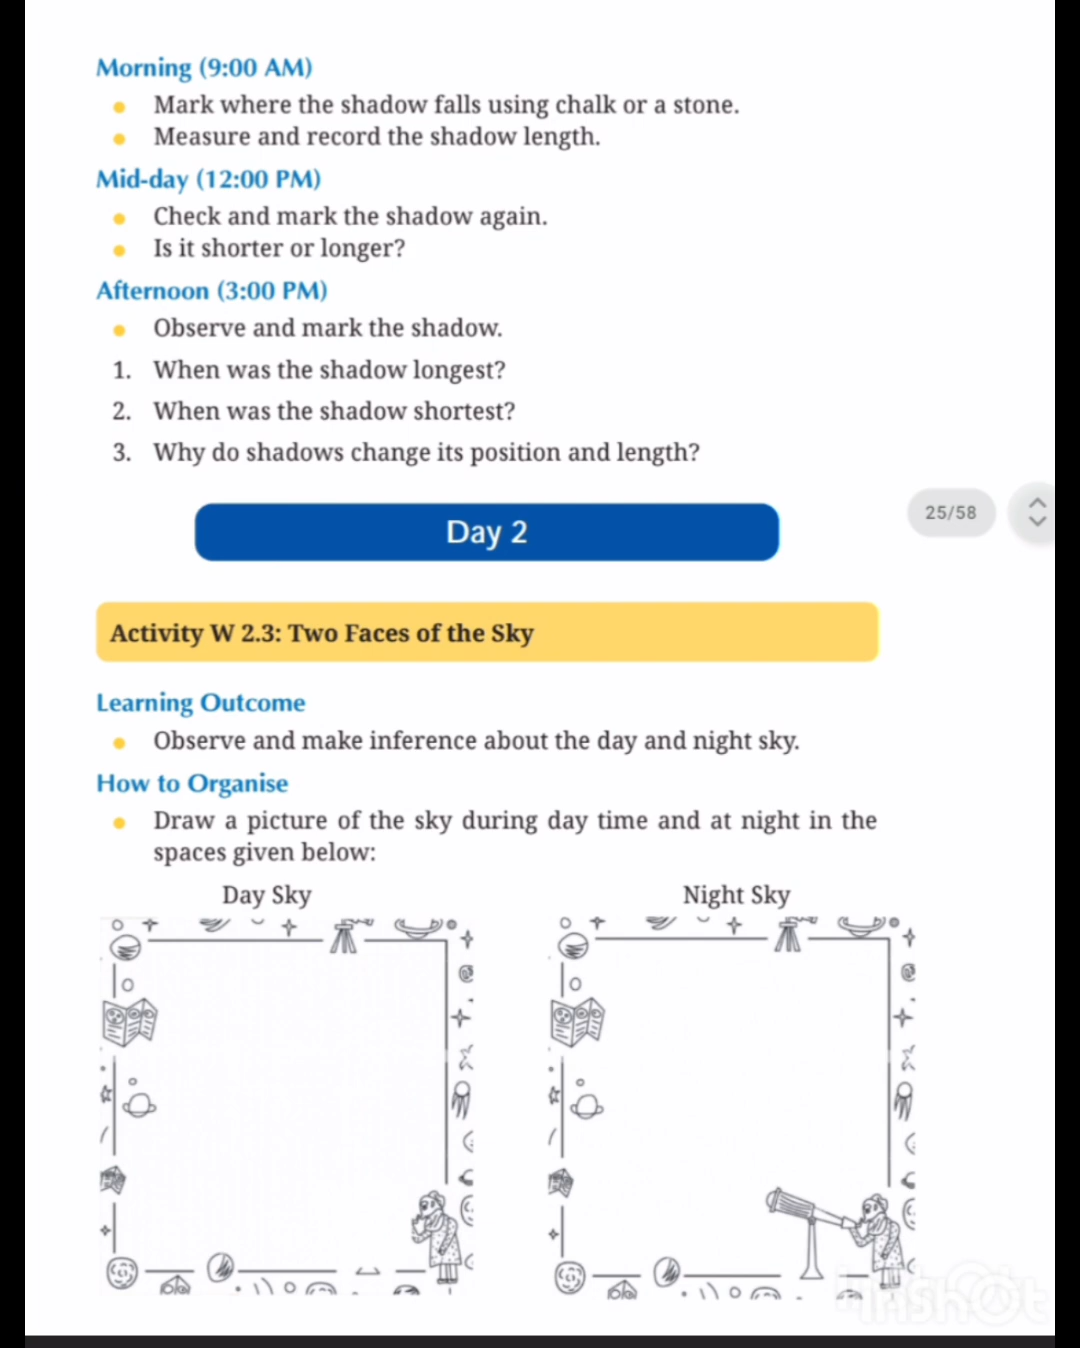 Morning (9:00 AM)
Mark where the shadow falls using chalk or a stone.
Measure and record the shadow length.
Mid-day (12:00 PM)
Check and mark the shadow again.
Is it shorter or longer?
Afternoon (3:00 PM)
Observe and mark the shadow.
1. When was the shadow longest?
2. When was the shadow shortest?
3. Why do shadows change its position and length?
25/58
Day 2
Activity W 2.3: Two Faces of the Sky
Learning Outcome
Observe and make inference about the day and night sky.
How to Organise
Draw a picture of the sky during day time and at night in the
spaces given below:
Day Sky
Night Sky
InShOt